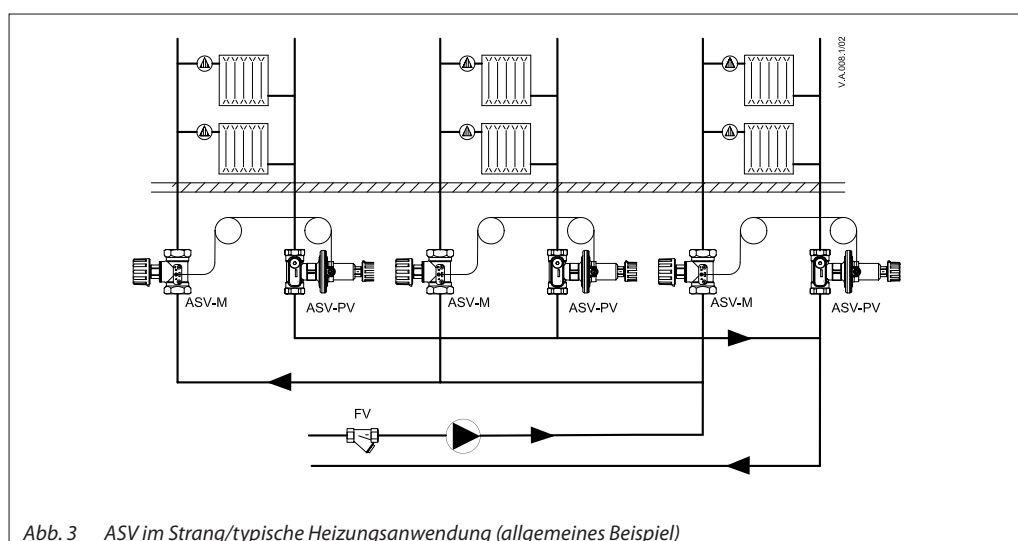 V.A.008.1/02
ASV-M
ASV-PV
ASV-M
ASV-PV
ASV-M
ASV-PV
FV
Abb. 3 ASV im Strang/typische Heizungsanwendung (allgemeines Beispiel)